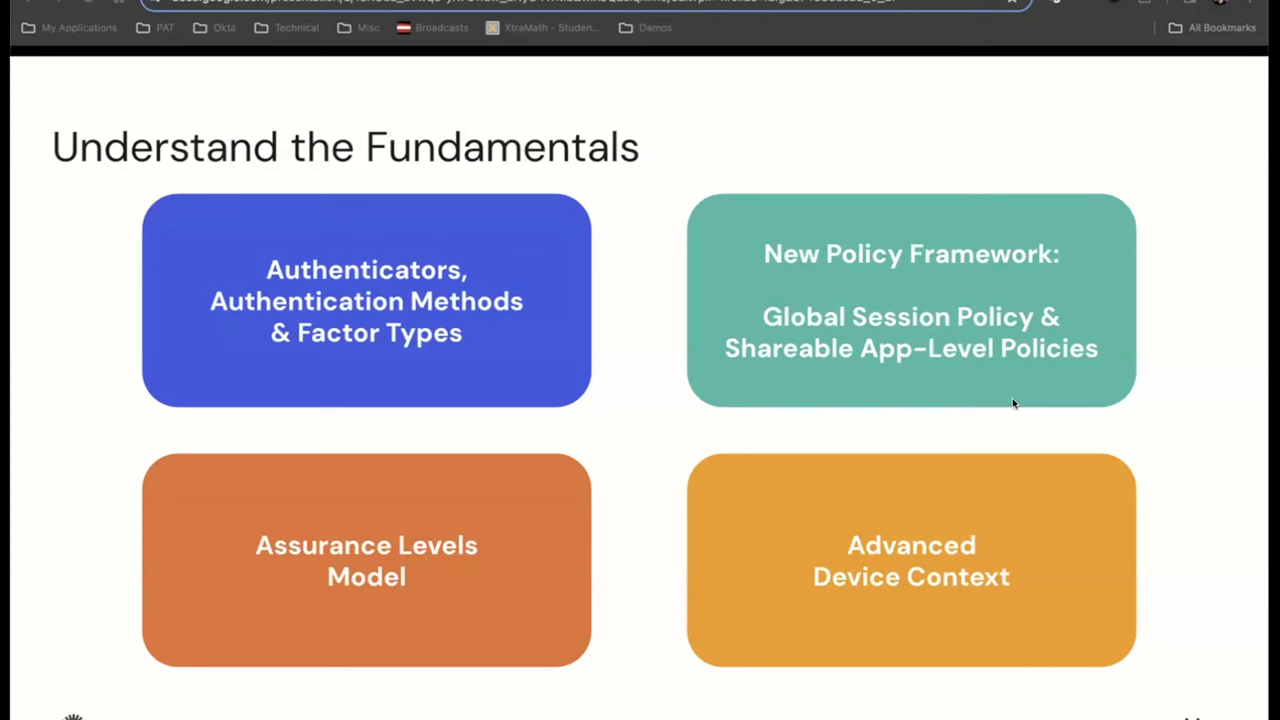 My Applications
PAT
Okta
Technical
Misc
Broadcasts
XtraMath - Studen...
Demos
All Bookmarks
Understand the Fundamentals
Authenticators,
Authentication Methods
& Factor Types
New Policy Framework:
Global Session Policy &
Shareable App-Level Policies
Assurance Levels
Model
Advanced
Device Context